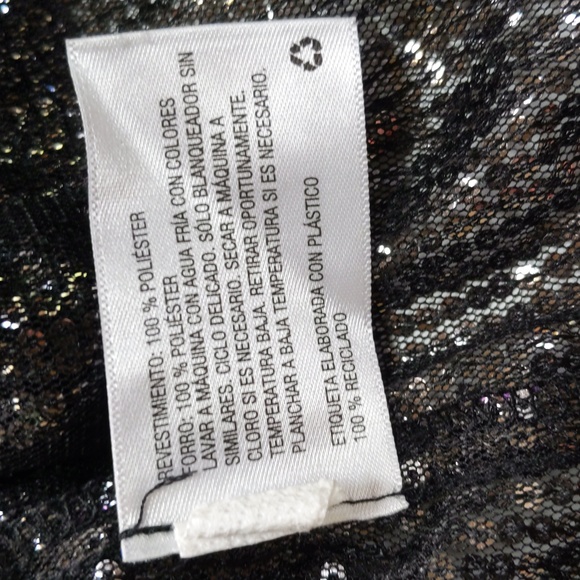 REVESTIMIENTO: 100 % POLIÉSTER
FORRO: 100 % POLIÉSTER
LAVAR A MÁQUINA CON AGUA FRÍA CON COLORES
SIMILARES. CICLO DELICADO. SÓLO BLANQUEADOR SIN
CLORO SI ES NECESARIO. SECAR A MÁQUINA A
TEMPERATURA BAJA. RETIRAR OPORTUNAMENTE.
PLANCHAR A BAJA TEMPERATURA SI ES NECESARIO.
ETIQUETA ELABORADA CON PLÁSTICO
100 % RECICLADO